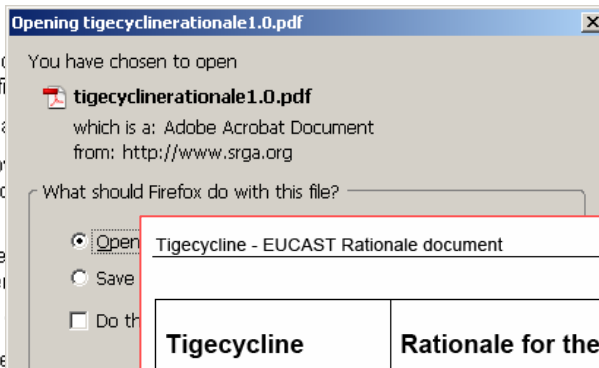 Opening tigecyclinerationale1.0.pdf
You have chosen to open
tigecyclinerationale1.0.pdf
which is a: Adobe Acrobat Document
from: http://www.srga.org
What should Firefox do with this file?
Open
Save
Do th
Tigecycline - EUCAST Rationale document
Tigecycline
Rationale for the